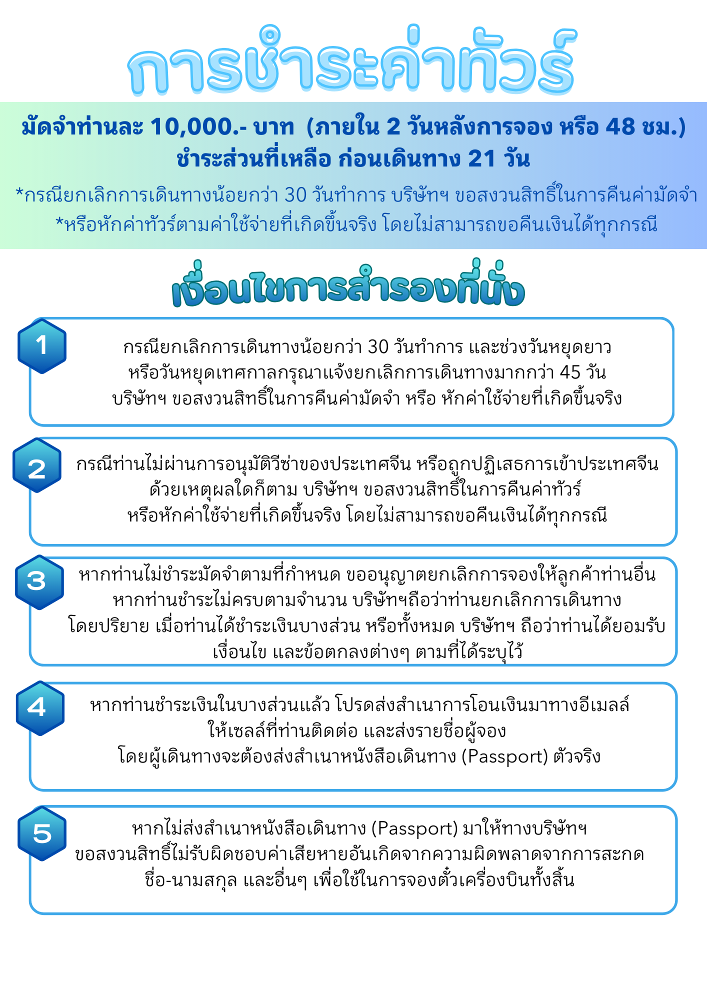 การชำระค่าทัวร์
มัดจำท่านละ 10,000.- บาท (ภายใน 2 วันหลังการจอง หรือ 48 ชม.)
ชำระส่วนที่เหลือ ก่อนเดินทาง 21 วัน
*กรณียกเลิกการเดินทางน้อยกว่า 30 วันทำการ บริษัทฯ ขอสงวนสิทธิ์ในการคืนค่ามัดจำ
*หรือหักค่าทัวร์ตามค่าใช้จ่ายที่เกิดขึ้นจริง โดยไม่สามารถขอคืนเงินได้ทุกกรณี
เงื่อนไขการสำรองที่นั่ง
1
กรณียกเลิกการเดินทางน้อยกว่า 30 วันทำการ และช่วงวันหยุดยาว
หรือวันหยุดเทศกาลกรุณาแจ้งยกเลิกการเดินทางมากกว่า 45 วัน
บริษัทฯ ขอสงวนสิทธิ์ในการคืนค่ามัดจำ หรือ หักค่าใช้จ่ายที่เกิดขึ้นจริง
2
กรณีท่านไม่ผ่านการอนุมัติวีซ่าของประเทศจีน หรือถูกปฏิเสธการเข้าประเทศจีน
ด้วยเหตุผลใดก็ตาม บริษัทฯ ขอสงวนสิทธิ์ในการคืนค่าทัวร์
หรือหักค่าใช้จ่ายที่เกิดขึ้นจริง โดยไม่สามารถขอคืนเงินได้ทุกกรณี
3
หากท่านไม่ชำระมัดจำตามที่กำหนด ขออนุญาตยกเลิกการจองให้ลูกค้าท่านอื่น
หากท่านชำระไม่ครบตามจำนวน บริษัทฯถือว่าท่านยกเลิกการเดินทาง
โดยปริยาย เมื่อท่านได้ชำระเงินบางส่วน หรือทั้งหมด บริษัทฯ ถือว่าท่านได้ยอมรับ
เงื่อนไข และข้อตกลงต่างๆ ตามที่ได้ระบุไว้
4
หากท่านชำระเงินในบางส่วนแล้ว โปรดส่งสำเนาการโอนเงินมาทางอีเมลล์
ให้เซลล์ที่ท่านติดต่อ และส่งรายชื่อผู้จอง
โดยผู้เดินทางจะต้องส่งสำเนาหนังสือเดินทาง (Passport) ตัวจริง
5
หากไม่ส่งสำเนาหนังสือเดินทาง (Passport) มาให้ทางบริษัทฯ
ขอสงวนสิทธิ์ไม่รับผิดชอบค่าเสียหายอันเกิดจากความผิดพลาดจากการสะกด
ชื่อ-นามสกุล และอื่นๆ เพื่อใช้ในการจองตั๋วเครื่องบินทั้งสิ้น